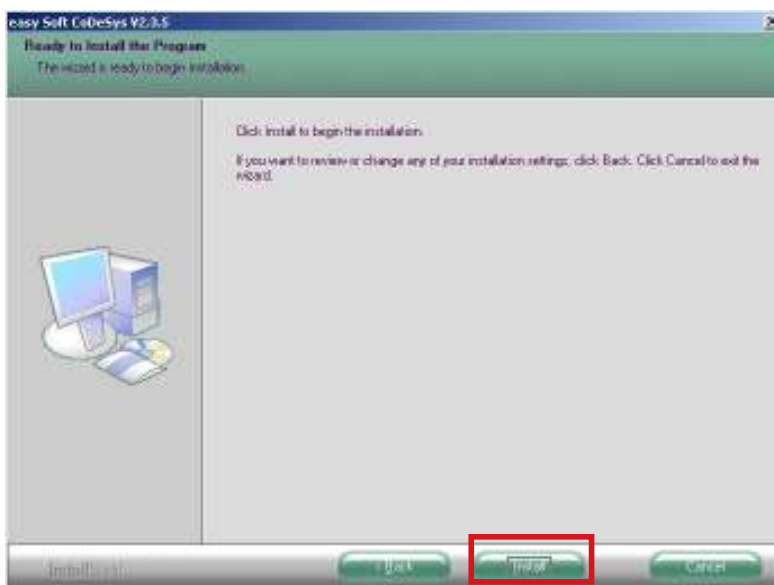 easy Soft CoDeSys V2.3.5
Ready to Install the Program
The wizard is ready to begin installation.
Click Install to begin the installation.
If you want to review or change any of your installation settings, click Back. Click Cancel to exit the
wizard.
InstallShield
< Back
Install
Cancel